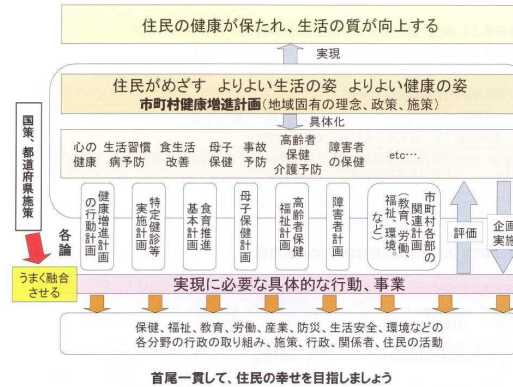 住民の健康が保たれ、生活の質が向上する
実現
住民がめざす よりよい生活の姿 よりよい健康の姿
市町村健康増進計画(地域固有の理念、政策、施策)
具体化
国策、都道府県施策
心の健康
生活習慣病予防
食生活改善
母子保健
事故予防
高齢者保健介護予防
障害者の保健
etc….
各論
健康増進計画の行動計画
特定健診等実施計画
食育推進基本計画
母子保健計画
高齢者保健福祉計画
障害者計画
市町村各部の関連計画(教育、労働、福祉、環境。など)
評価
企画
実施
うまく融合させる
実現に必要な具体的な行動、事業
保健、福祉、教育、労働、産業、防災、生活安全、環境などの
各分野の行政の取り組み、施策、行政、関係者、住民の活動
首尾一貫して、住民の幸せを目指しましょう